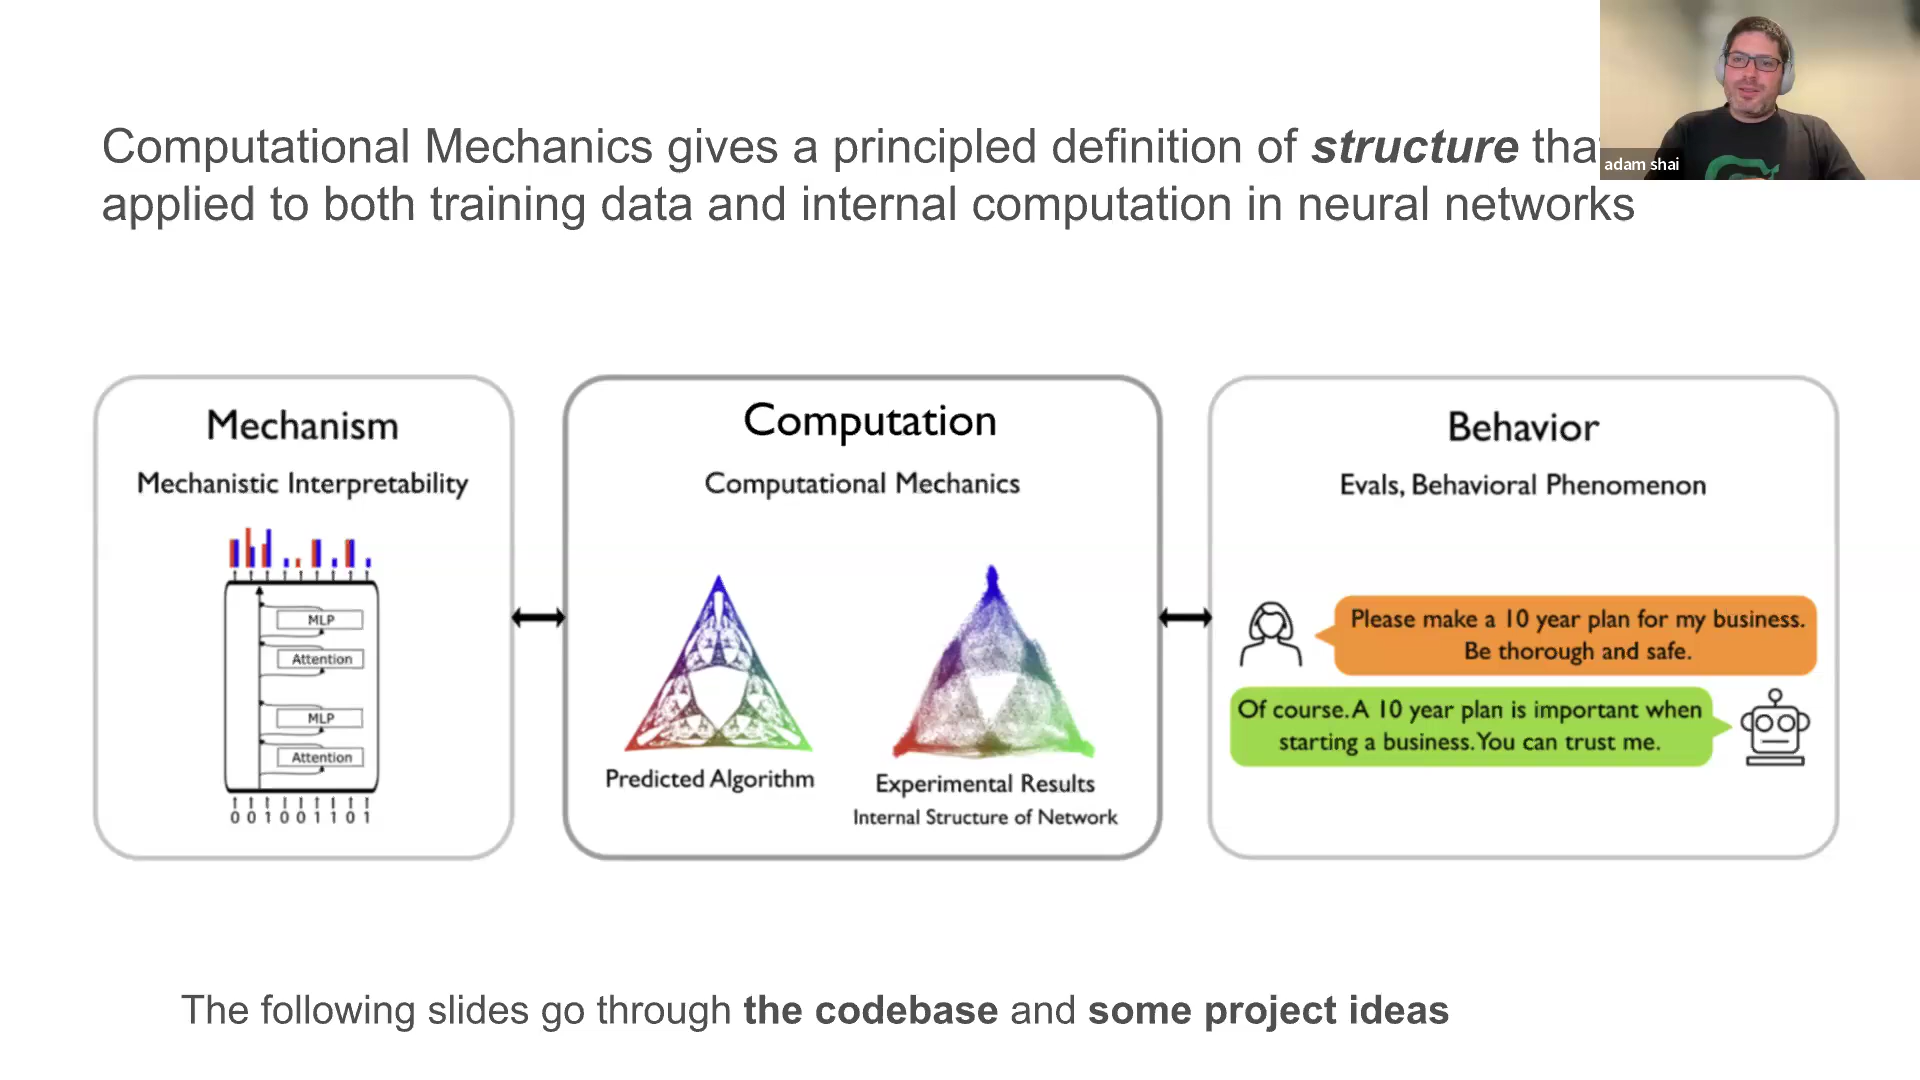 Computational Mechanics gives a principled definition of structure tha
applied to both training data and internal computation in neural networks
adam shai
Mechanism
Mechanistic Interpretability
MLP
Attention
MLP
Attention
0 0 1 0 0 1 1 0 1
Computation
Computational Mechanics
Predicted Algorithm
Experimental Results
Internal Structure of Network
Behavior
Evals, Behavioral Phenomenon
Please make a 10 year plan for my business.
Be thorough and safe.
Of course. A 10 year plan is important when
starting a business. You can trust me.
The following slides go through the codebase and some project ideas